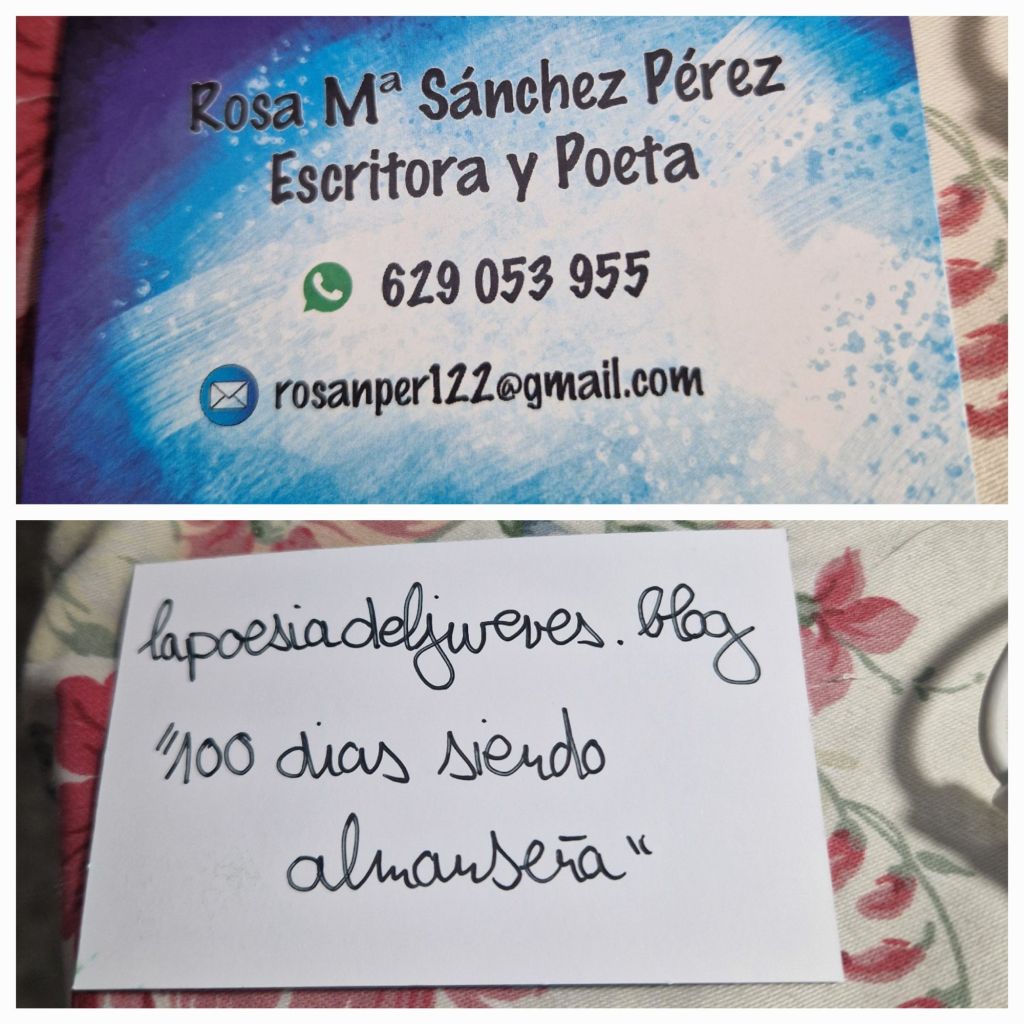 Rosa Mª Sánchez Pérez
Escritora y Poeta
629 053 955
rosanper122@gmail.com
lapoesiadeljueves.blog
"100 dias siendo
almanseña"